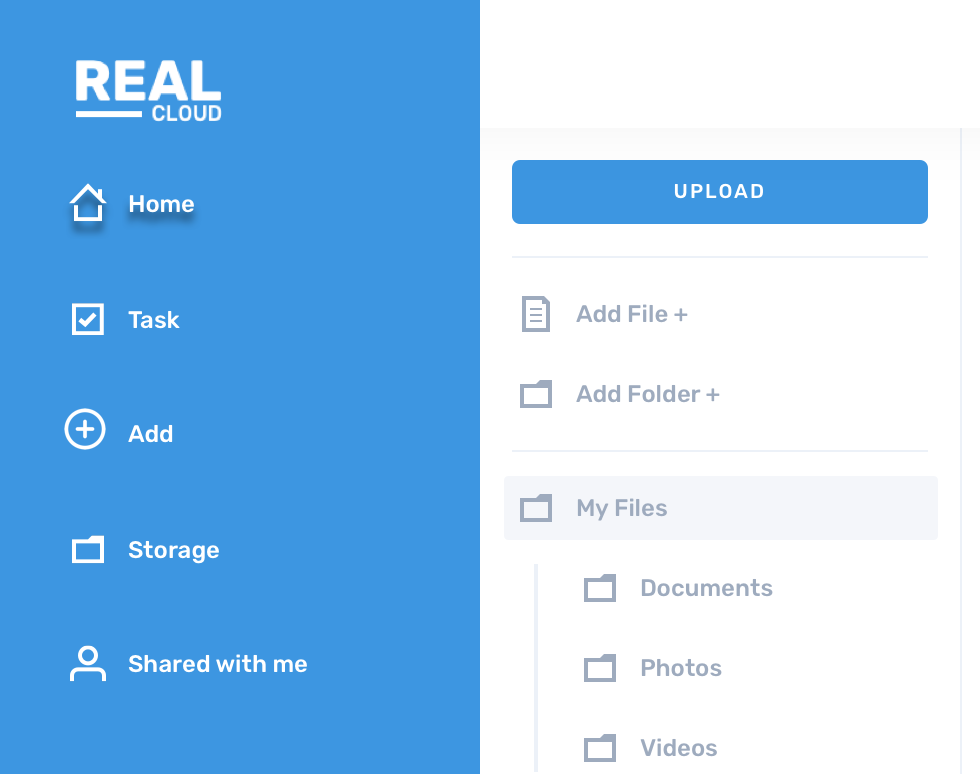 REAL
CLOUD
Home
Task
Add
Storage
Shared with me
UPLOAD
Add File +
Add Folder +
My Files
Documents
Photos
Videos